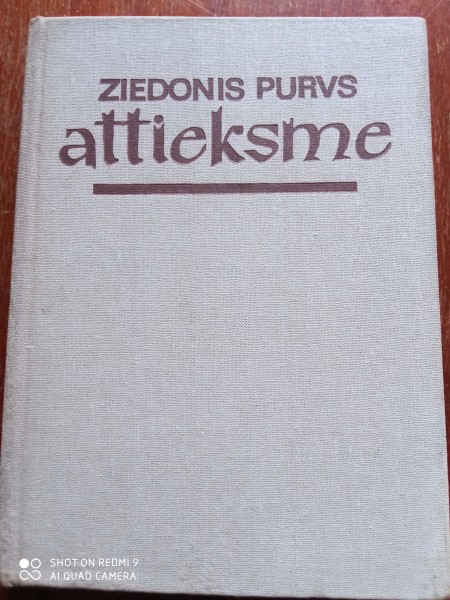 ZIEDONIS PURVS
attieksme
SHOT ON REDMI 9
AI QUAD CAMERA